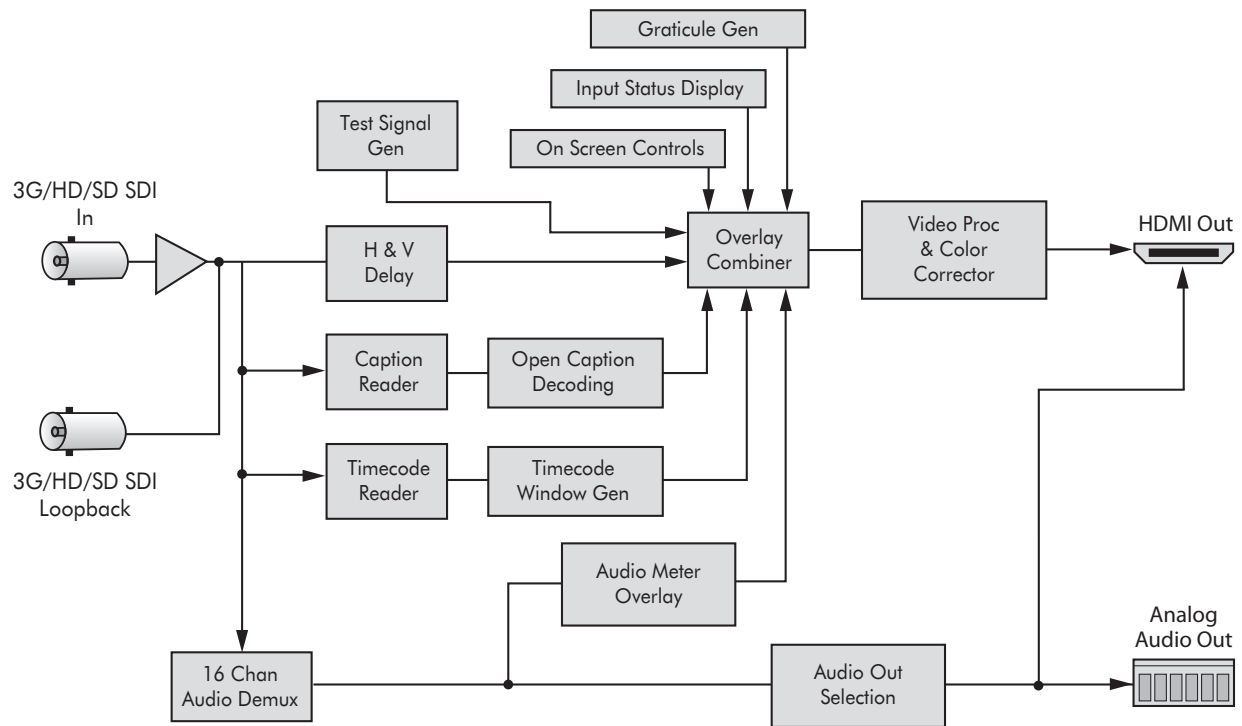 Graticule Gen
Input Status Display
Test Signal
Gen
On Screen Controls
3G/HD/SD SDI
In
H & V
Delay
Overlay
Combiner
Video Proc
& Color
Corrector
HDMI Out
Caption
Reader
Open Caption
Decoding
3G/HD/SD SDI
Loopback
Timecode
Reader
Timecode
Window Gen
Audio Meter
Overlay
16 Chan
Audio Demux
Audio Out
Selection
Analog
Audio Out